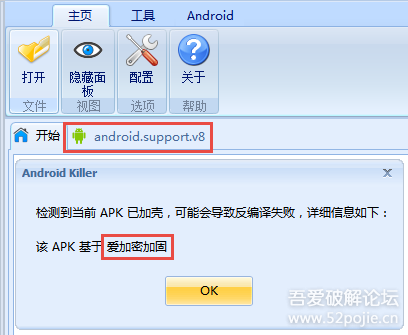 主页 工具 Android
打开 隐藏面板 配置 关于
文件 视图 选项 帮助
开始 android.support.v8
Android Killer
检测到当前 APK 已加壳，可能会导致反编译失败，详细信息如下：
该 APK 基于 爱加密加固
OK
吾爱破解论坛
www.52pojie.cn